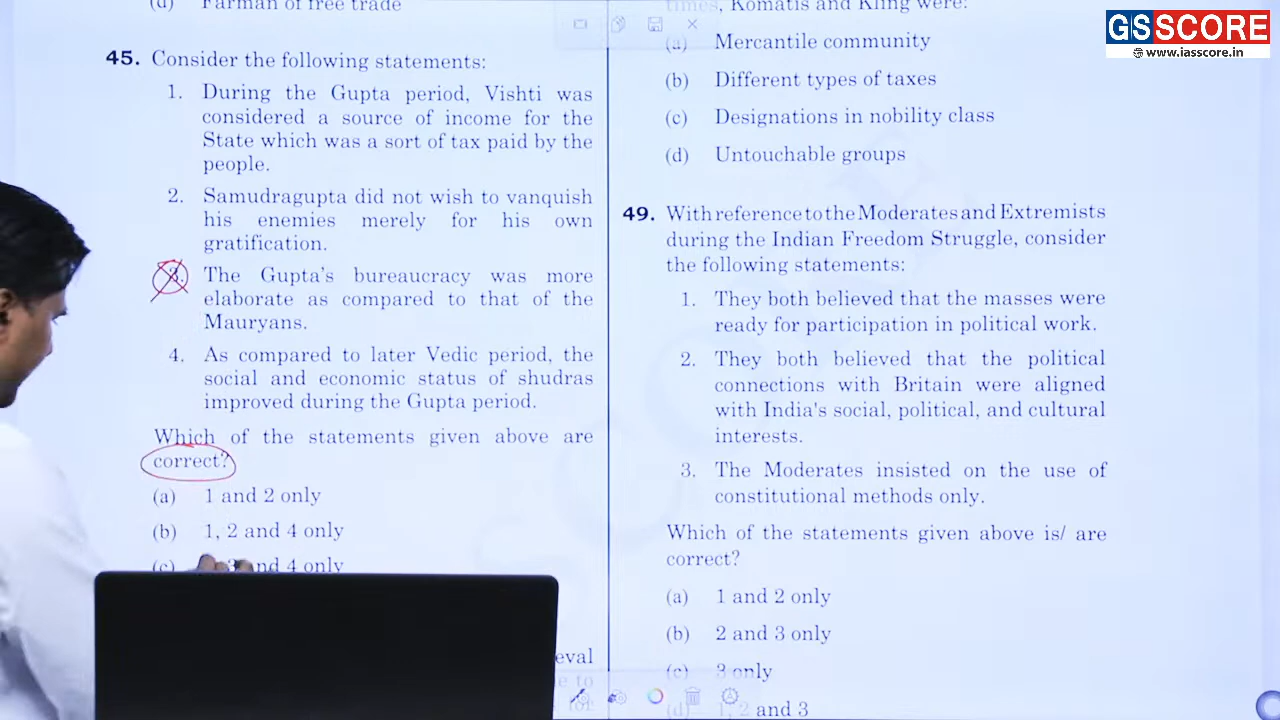 (d) Farman of free trade
45. Consider the following statements:
1. During the Gupta period, Vishti was
considered a source of income for the
State which was a sort of tax paid by the
people.
2. Samudragupta did not wish to vanquish
his enemies merely for his own
gratification.
3. The Gupta's bureaucracy was more
elaborate as compared to that of the
Mauryans.
4. As compared to later Vedic period, the
social and economic status of shudras
improved during the Gupta period.
Which of the statements given above are
correct?
(a) 1 and 2 only
(b) 1, 2 and 4 only
(c) 3 and 4 only
eval
e to
for
times, Komatis and Kling were:
(a) Mercantile community
(b) Different types of taxes
(c) Designations in nobility class
(d) Untouchable groups
49. With reference to the Moderates and Extremists
during the Indian Freedom Struggle, consider
the following statements:
1. They both believed that the masses were
ready for participation in political work.
2. They both believed that the political
connections with Britain were aligned
with India's social, political, and cultural
interests.
3. The Moderates insisted on the use of
constitutional methods only.
Which of the statements given above is/ are
correct?
(a) 1 and 2 only
(b) 2 and 3 only
(c) 3 only
(d) 1, 2 and 3
GSSCORE
www.iasscore.in